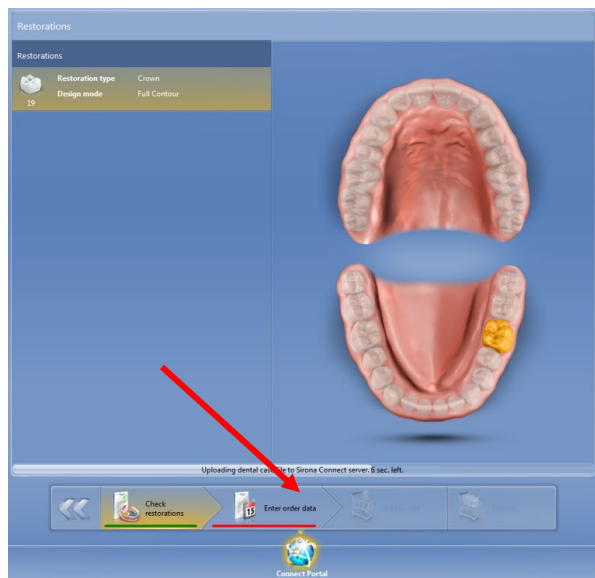 Restorations
Restorations
Restoration type Crown
Design mode Full Contour
19
Uploading dental case file to Sirona Connect server. 6 sec. left.
Check
restorations
15
Enter order data
Connect Portal